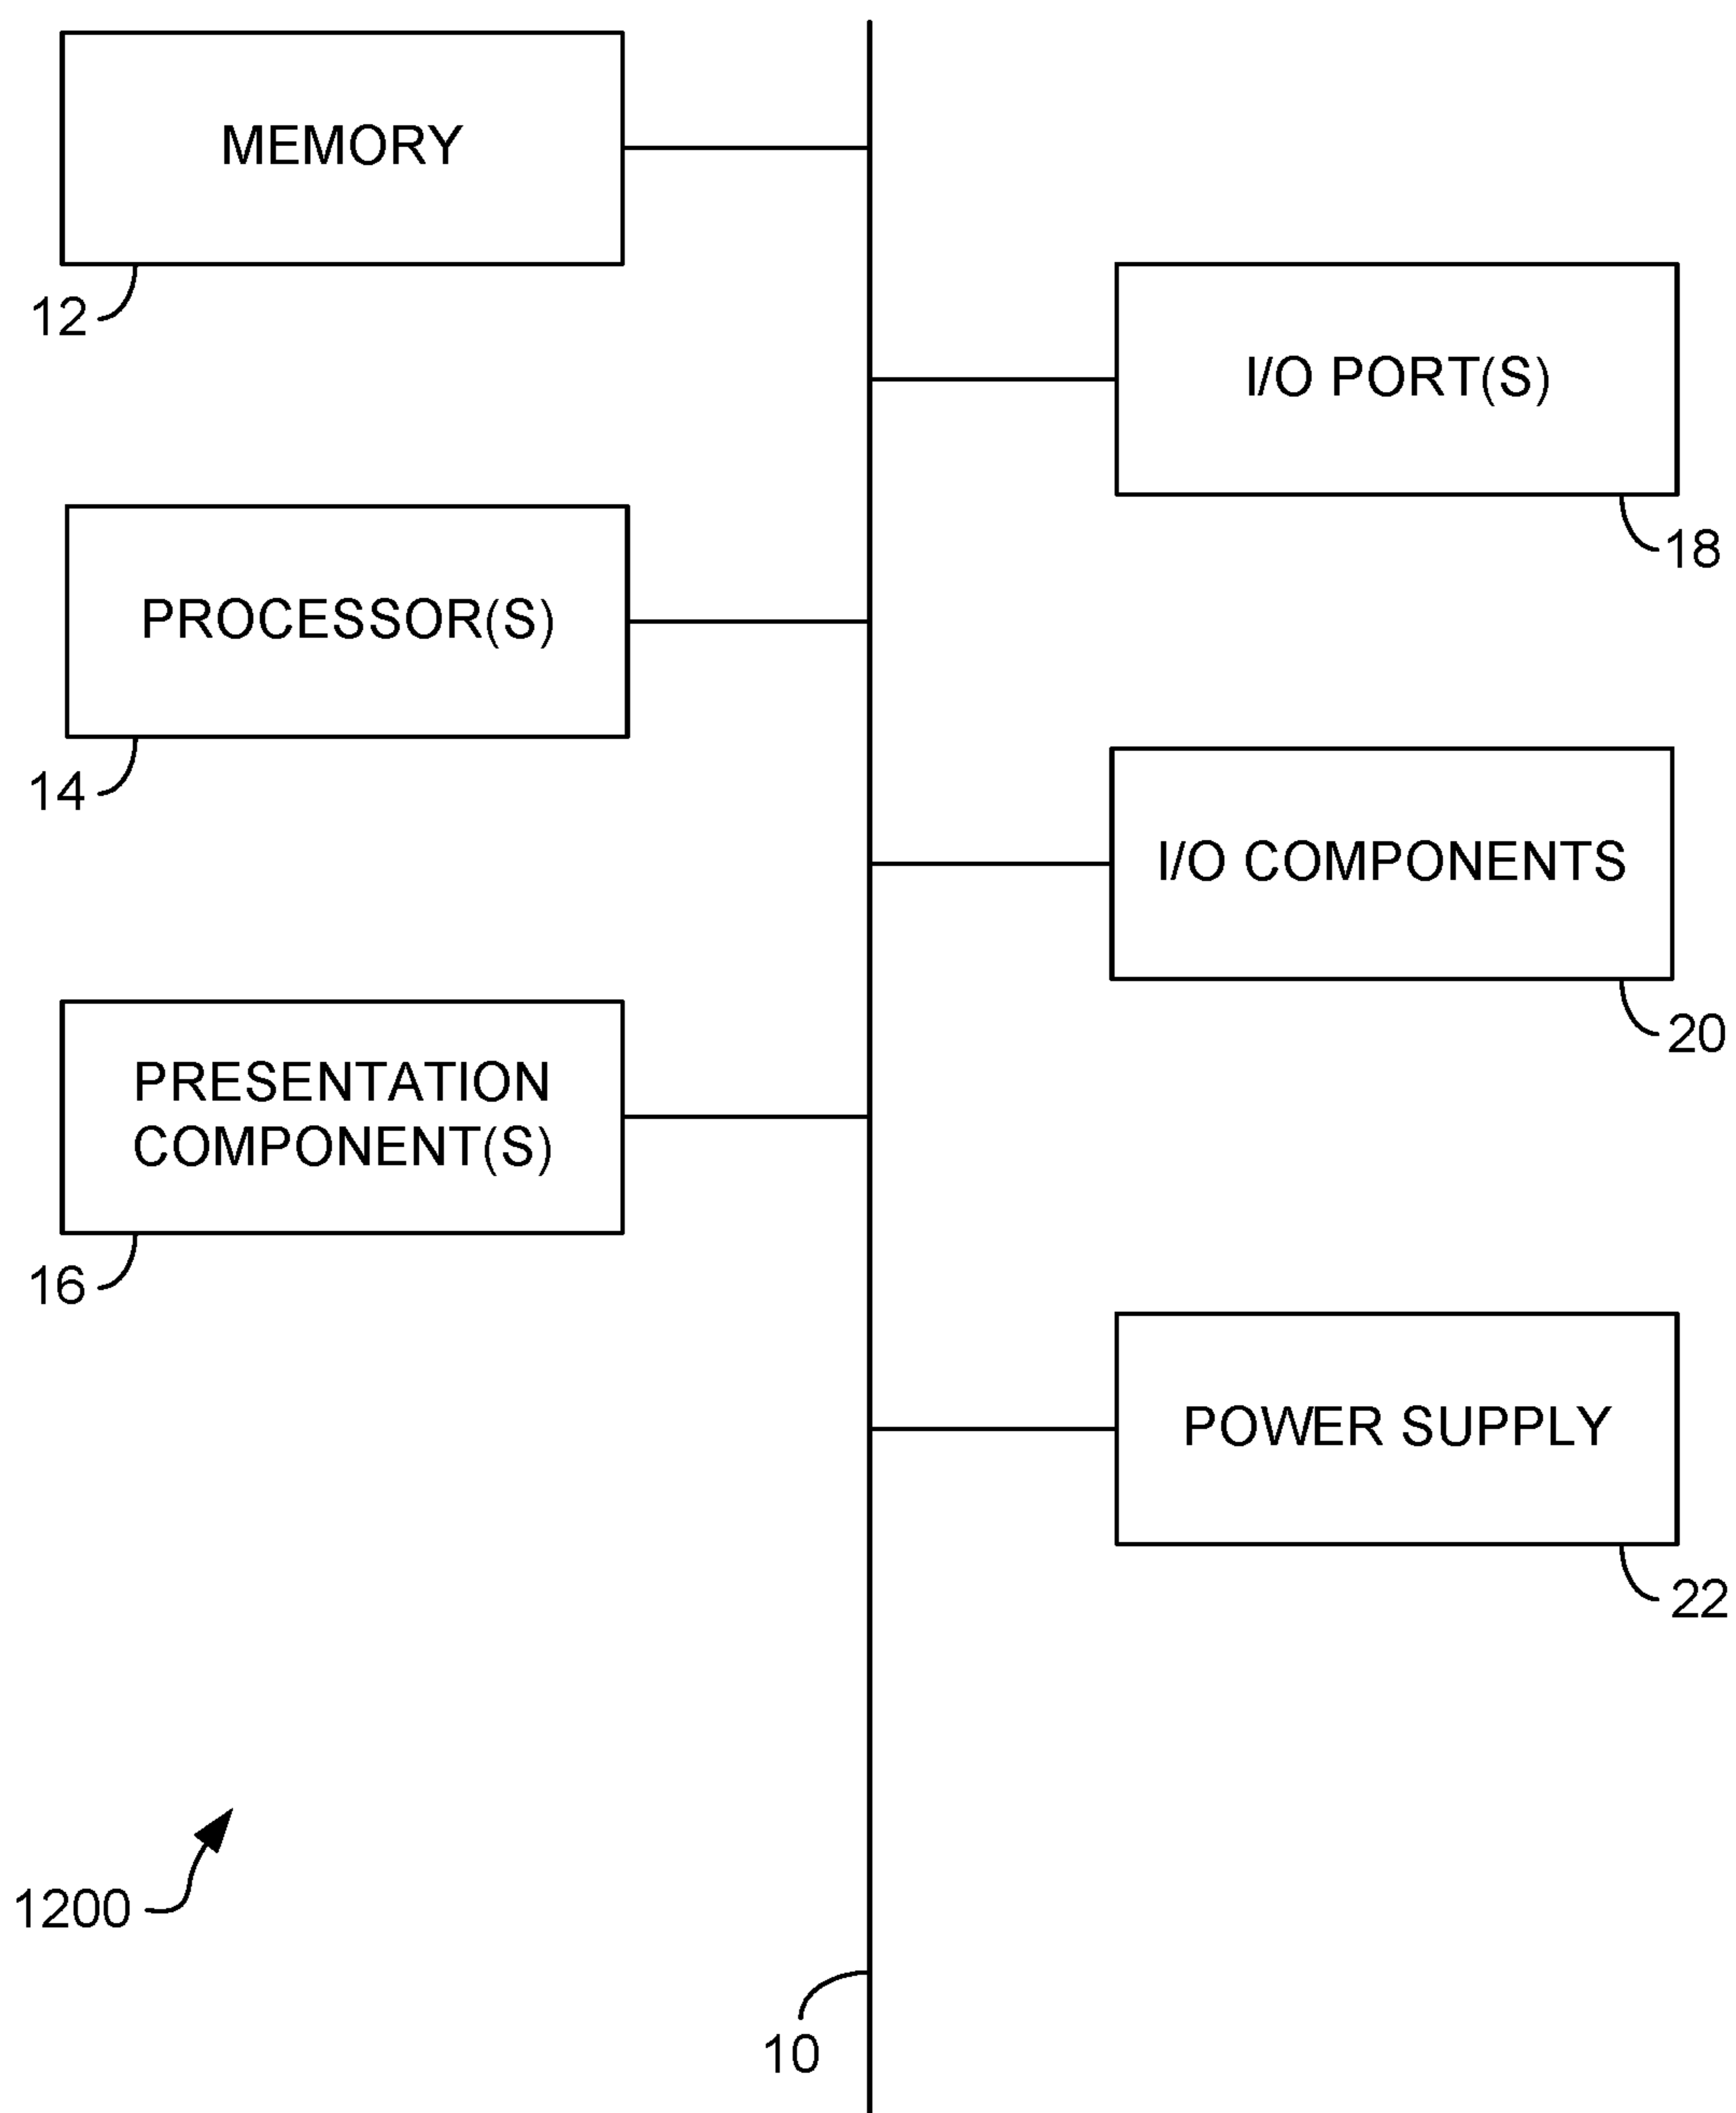 MEMORY
12
I/O PORT(S)
18
PROCESSOR(S)
14
I/O COMPONENTS
20
PRESENTATION
COMPONENT(S)
16
POWER SUPPLY
22
1200
10